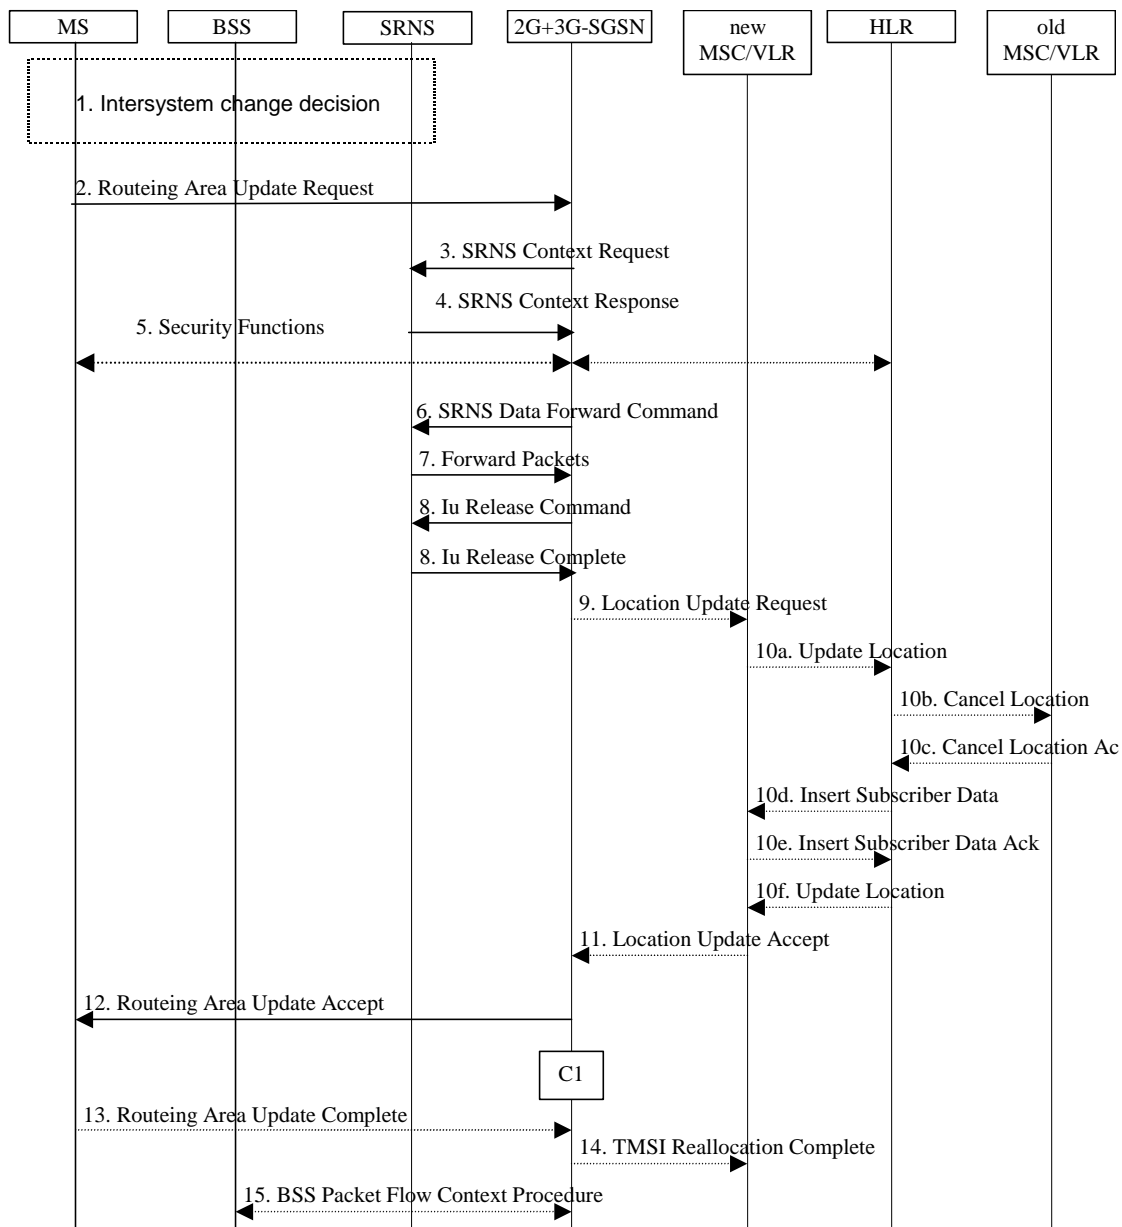 MS
BSS
SRNS
2G+3G-SGSN
new
MSC/VLR
HLR
old
MSC/VLR
1. Intersystem change decision
2. Routeing Area Update Request
3. SRNS Context Request
4. SRNS Context Response
5. Security Functions
6. SRNS Data Forward Command
7. Forward Packets
8. Iu Release Command
8. Iu Release Complete
9. Location Update Request
10a. Update Location
10b. Cancel Location
10c. Cancel Location Ac
10d. Insert Subscriber Data
10e. Insert Subscriber Data Ack
10f. Update Location
11. Location Update Accept
12. Routeing Area Update Accept
C1
13. Routeing Area Update Complete
14. TMSI Reallocation Complete
15. BSS Packet Flow Context Procedure